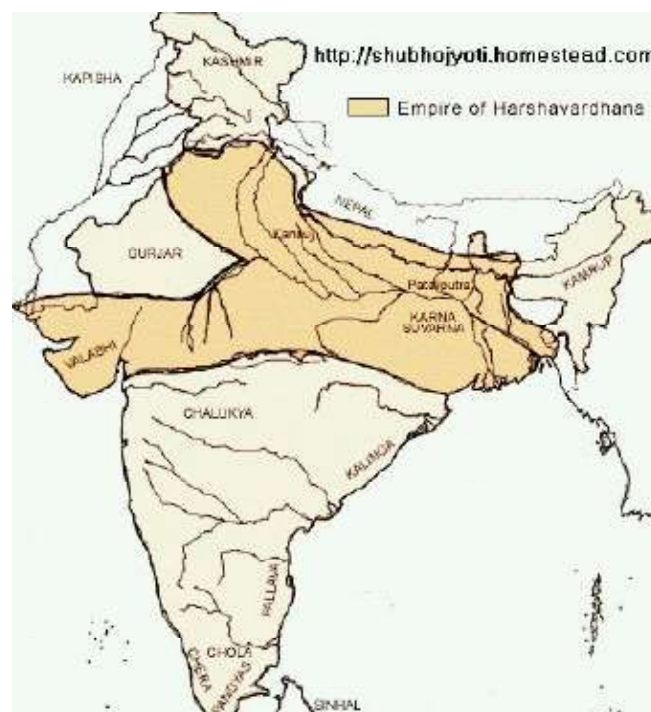 KASHMIR
http://shubhojyoti.homestead.com
KAPISHA
Empire of Harshavardhana
NEPAL
Kanauj
GURJAR
KAMRUP
Pataliputra
KARNA
SUVARNA
VALABHI
CHALUKYA
KALINGA
PALLAVA
CHOLA
CHERA
PANDYAS
SINHAL